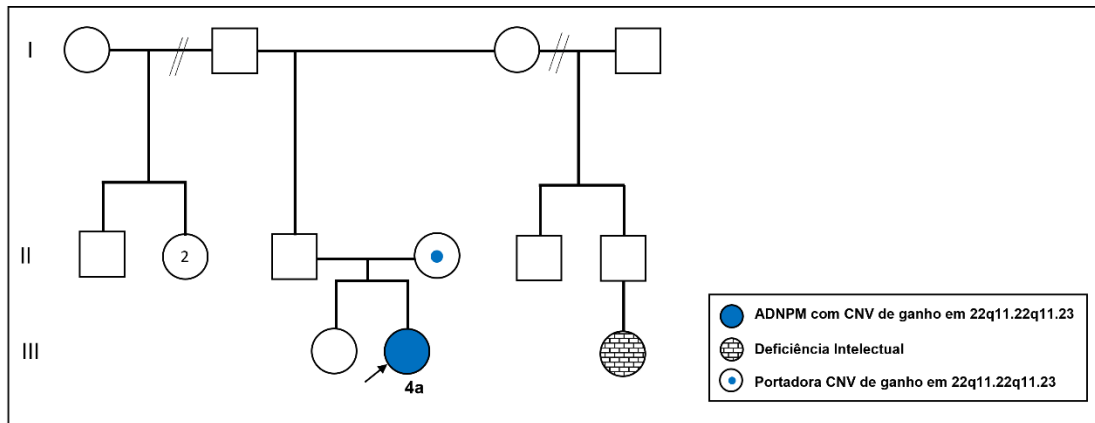 I
II
2
III
4a
ADNPM com CNV de ganho em 22q11.22q11.23
Deficiência Intelectual
Portadora CNV de ganho em 22q11.22q11.23